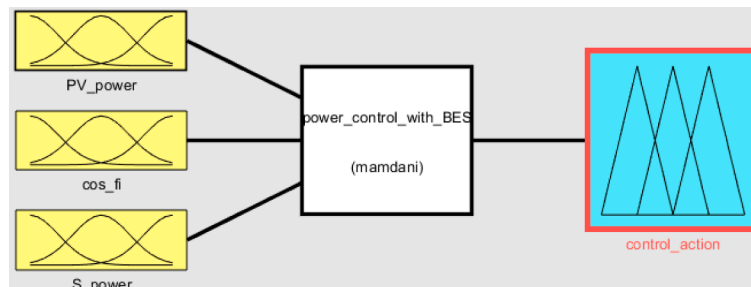 PV_power
power_control_with_BES
(mamdani)
cos_fi
control_action
S_power